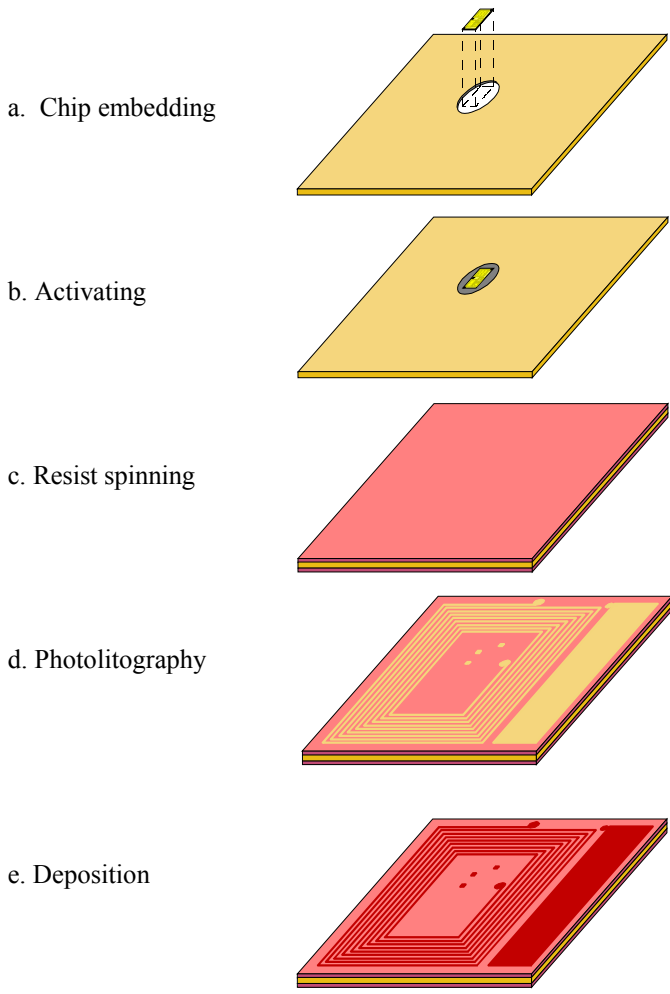 a. Chip embedding
b. Activating
c. Resist spinning
d. Photolitography
e. Deposition